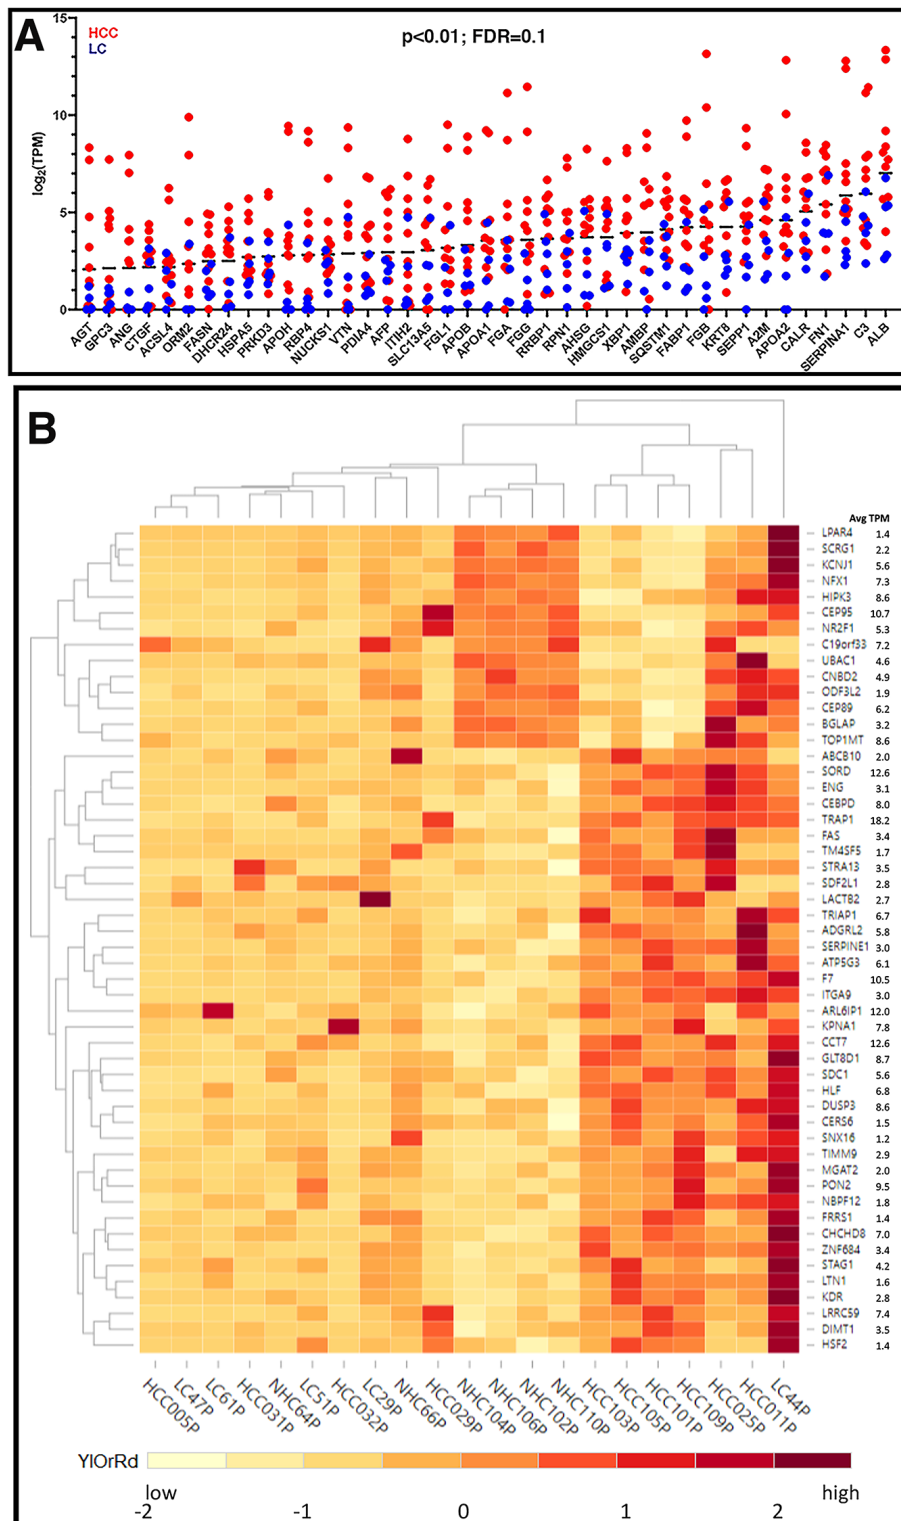 A
15
HCC
LC
p<0.01; FDR=0.1
10
5
0
log2(TPM)
AGT
GPC3
ANG
CTGF
ACSL4
ORM2
FASN
DHCR24
HSPA5
PRKD3
APOH
RBP4
NUCKS1
VTN
PDIA4
AFP
ITIH2
SLC13A5
FGL1
APOB
APOA1
FGA
FGG
RRBP1
RPN1
AHSG
HMGCS1
XBP1
AMBP
SQSTM1
FABP1
FGB
KRT8
SEPP1
A2M
APOA2
CALR
FN1
SERPINA1
C3
ALB
B
Avg TPM
LPAR4 1.4
SCRG1 2.2
KCNJ1 5.6
NFX1 7.3
HIPK3 8.6
CEP95 10.7
NR2F1 5.3
C19orf33 7.2
UBAC1 4.6
CNBD2 4.9
ODF3L2 1.9
CEP89 6.2
BGLAP 3.2
TOP1MT 8.6
ABCB10 2.0
SORD 12.6
ENG 3.1
CEBPD 8.0
TRAP1 18.2
FAS 3.4
TM4SF5 1.7
STRA13 3.5
SDF2L1 2.8
LACTB2 2.7
TRIAP1 6.7
ADGRL2 5.8
SERPINE1 3.0
ATP5G3 6.1
F7 10.5
ITGA9 3.0
ARL6IP1 12.0
KPNA1 7.8
CCT7 12.6
GLT8D1 8.7
SDC1 5.6
HLF 6.8
DUSP3 8.6
CERS6 1.5
SNX16 1.2
TIMM9 2.9
MGAT2 2.0
PON2 9.5
NBPF12 1.8
FRRS1 1.4
CHCHD8 7.0
ZNF684 3.4
STAG1 4.2
LTN1 1.6
KDR 2.8
LRRC59 7.4
DIMT1 3.5
HSF2 1.4
HCC005P
LC47P
LC61P
HCC031P
NHC64P
LC51P
HCC032P
LC29P
NHC66P
HCC029P
NHC104P
NHC106P
NHC102P
NHC110P
HCC103P
HCC105P
HCC101P
HCC109P
HCC025P
HCC011P
LC44P
YlOrRd
low high
-2 -1 0 1 2